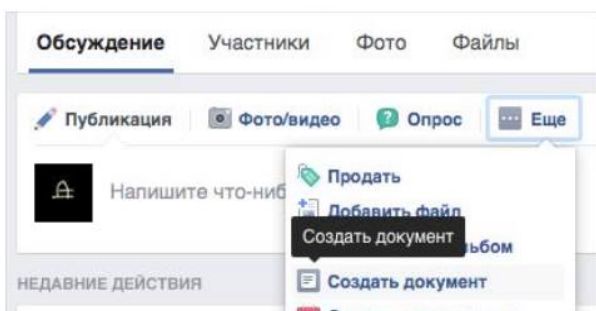 Обсуждение Участники Фото Файлы
Публикация Фото/видео Опрос Еще
Напишите что-ниб
Продать
Добавить файл
Создать документ
ьбом
НЕДАВНИЕ ДЕЙСТВИЯ
Создать документ